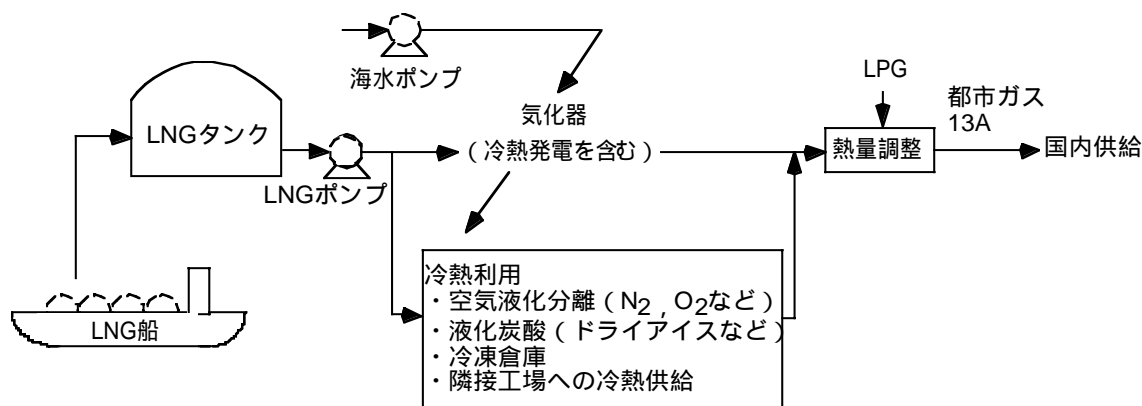 海水ポンプ
LPG
都市ガス
13A
気化器
LNGタンク
(冷熱発電を含む)
熱量調整
国内供給
LNGポンプ
冷熱利用
・空気液化分離(N2 , O2など)
・液化炭酸(ドライアイスなど)
・冷凍倉庫
・隣接工場への冷熱供給
LNG船